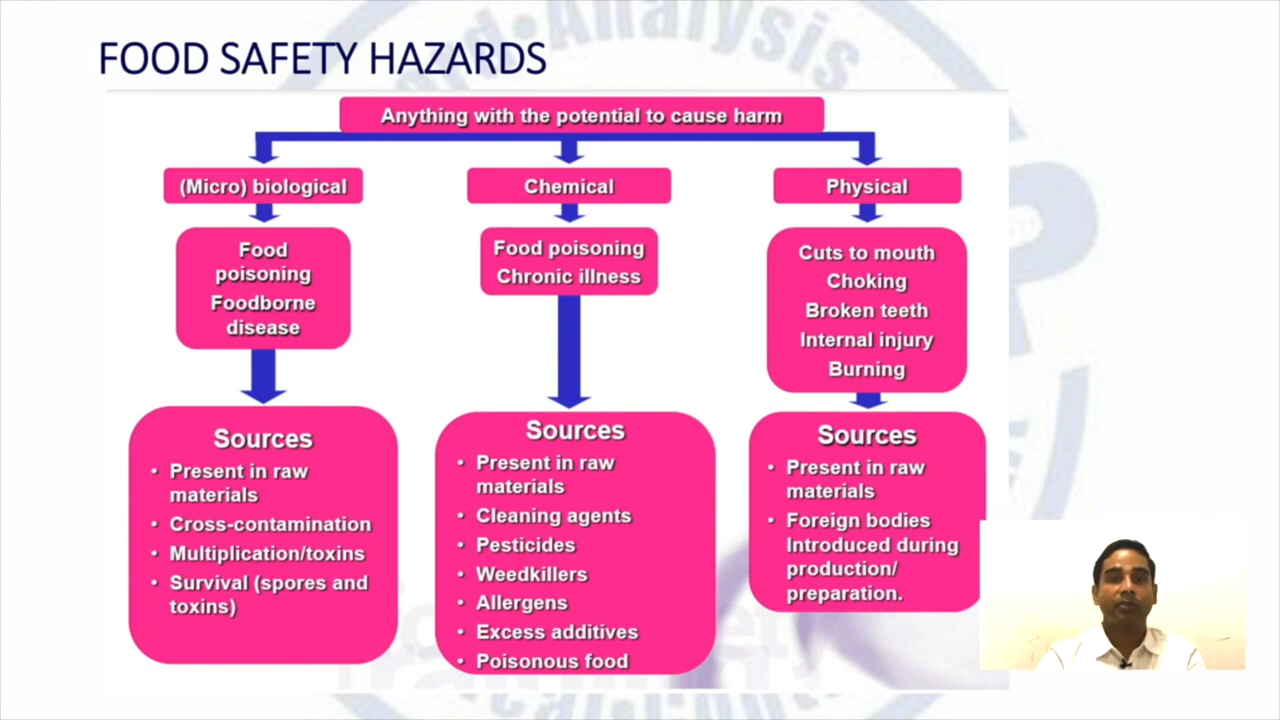 FOOD SAFETY HAZARDS
Anything with the potential to cause harm
(Micro) biological
Food
poisoning
Foodborne
disease
Sources
• Present in raw
materials
• Cross-contamination
• Multiplication/toxins
• Survival (spores and
toxins)
Chemical
Food poisoning
Chronic illness
Sources
• Present in raw
materials
• Cleaning agents
• Pesticides
• Weedkillers
• Allergens
• Excess additives
• Poisonous food
Physical
Cuts to mouth
Choking
Broken teeth
Internal injury
Burning
Sources
• Present in raw
materials
• Foreign bodies
Introduced during
production/
preparation.
Analysis